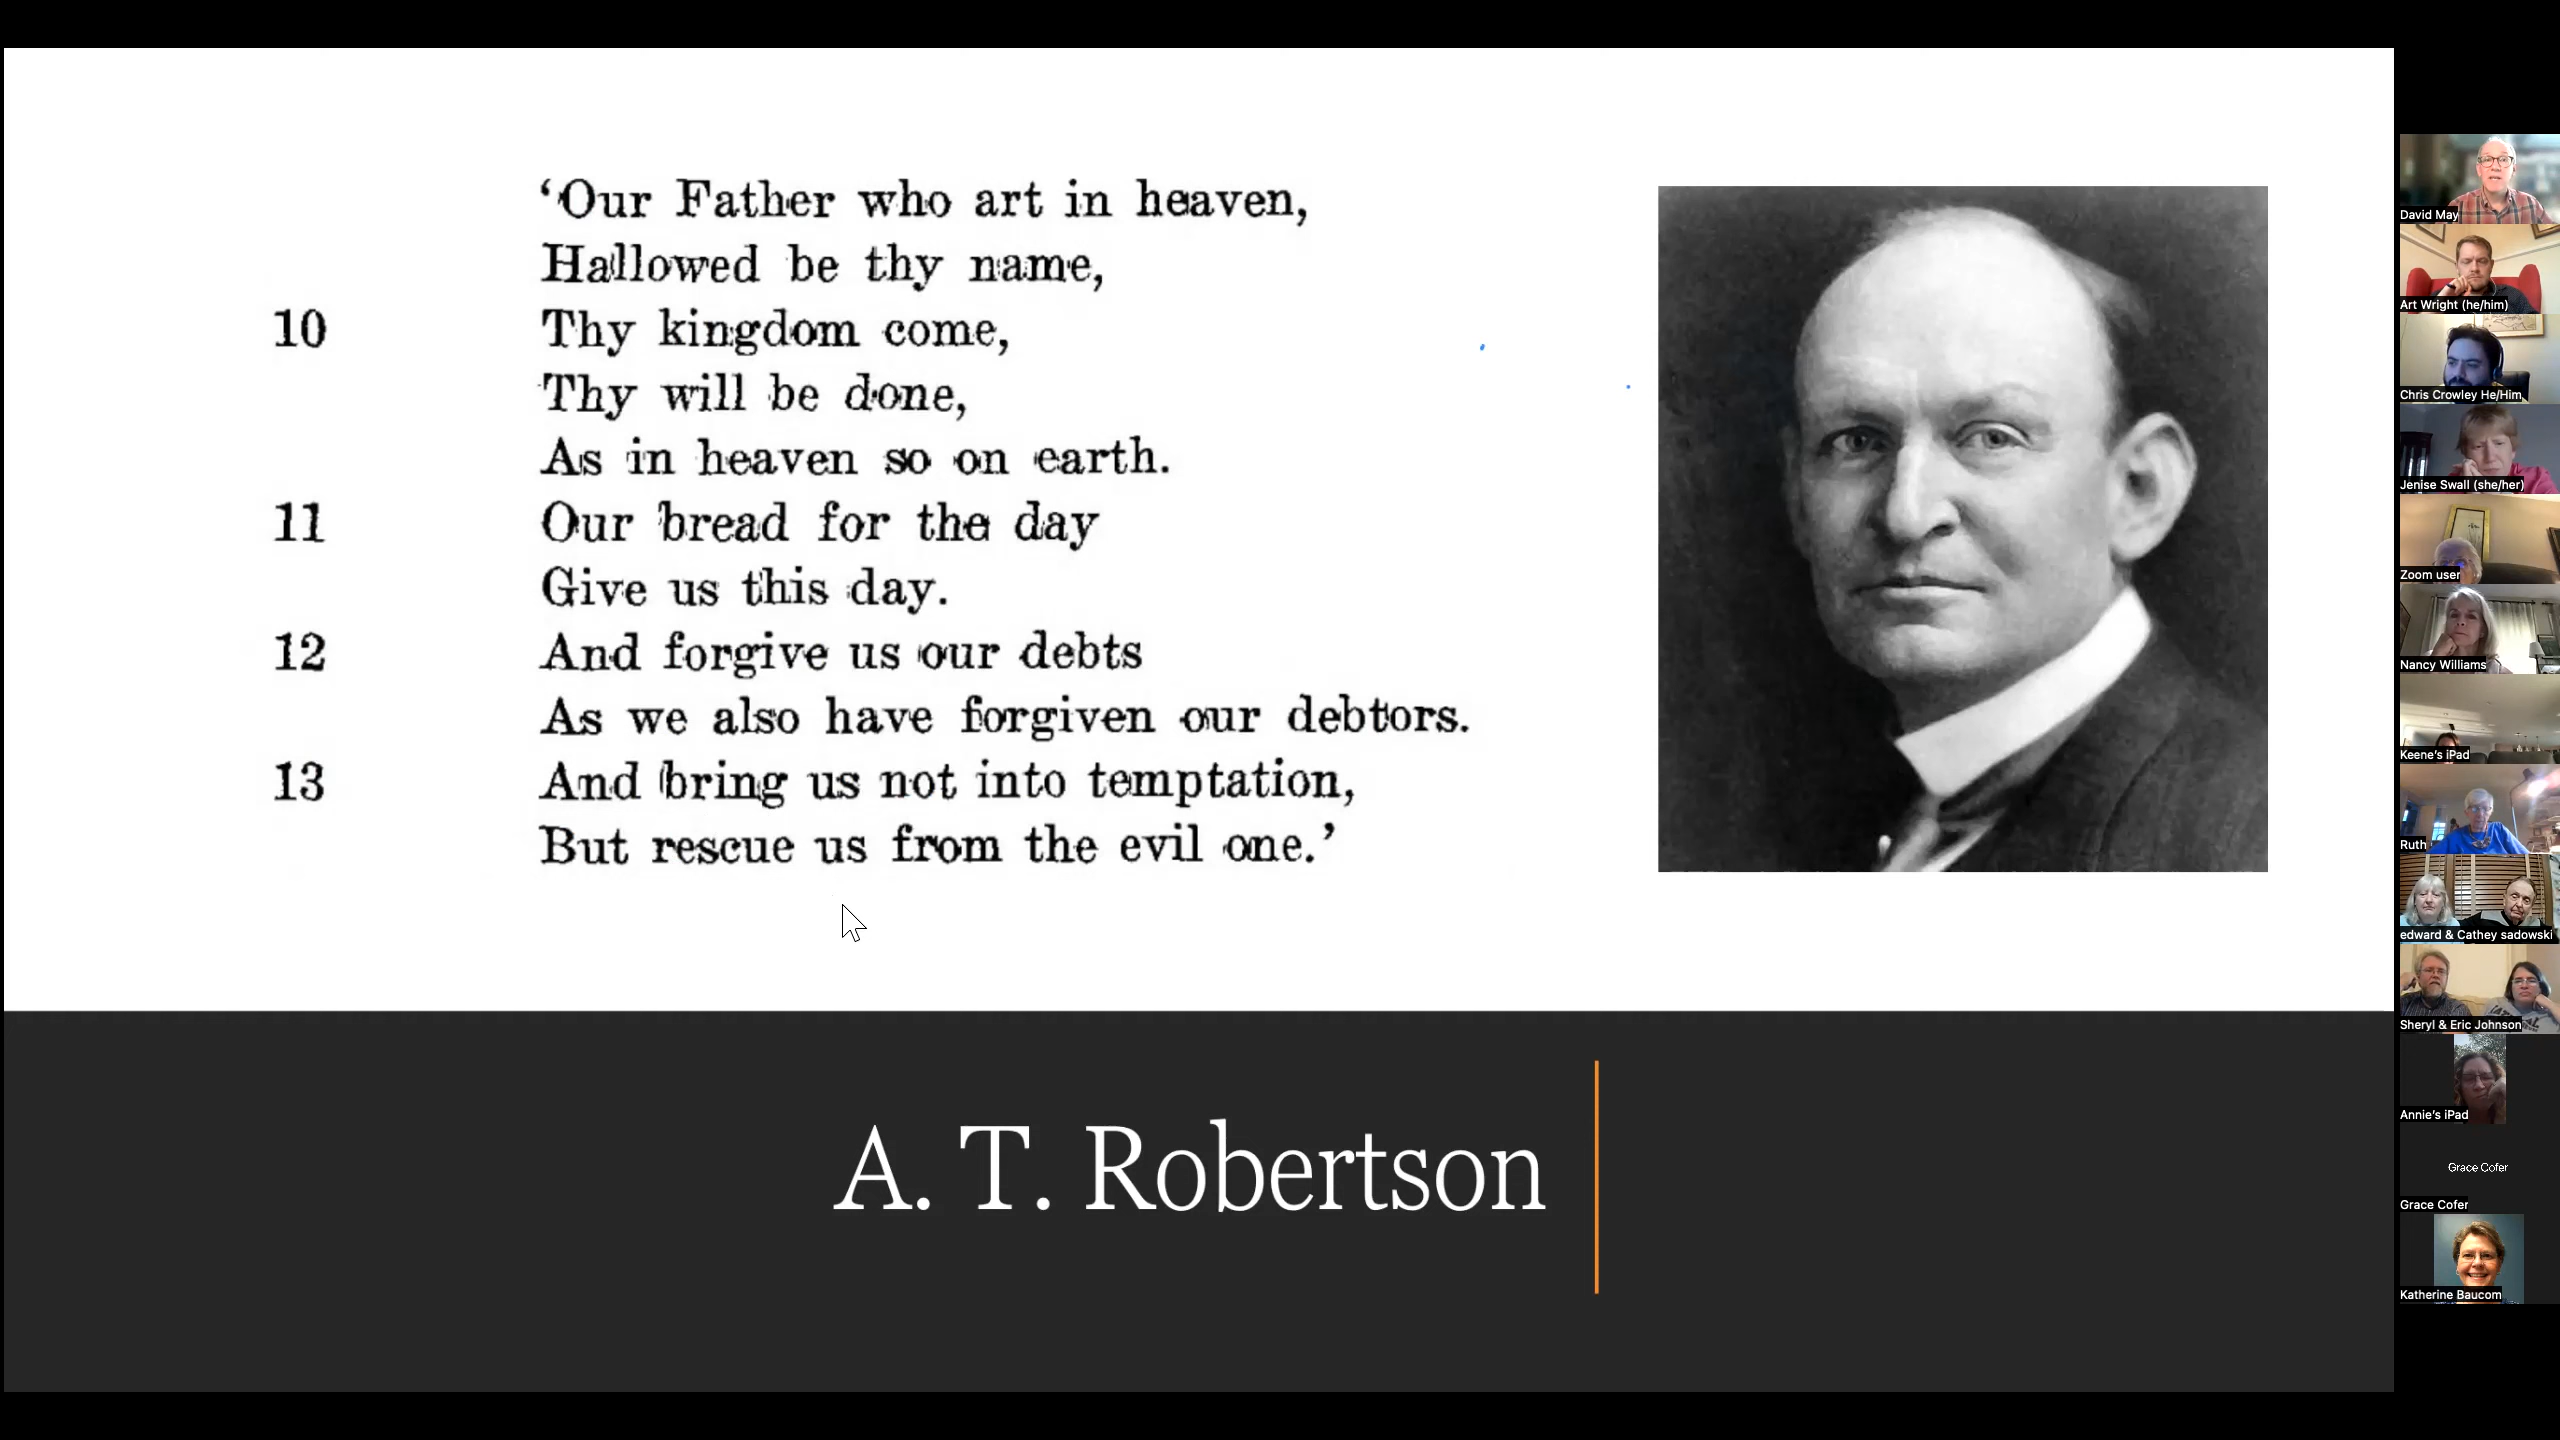 ‘Our Father who art in heaven,
Hallowed be thy name,
10 Thy kingdom come,
Thy will be done,
As in heaven so on earth.
11 Our bread for the day
Give us this day.
12 And forgive us our debts
As we also have forgiven our debtors.
13 And bring us not into temptation,
But rescue us from the evil one.’
A. T. Robertson
David May
Art Wright (he/him)
Chris Crowley He/Him
Jenise Swall (she/her)
Zoom user
Nancy Williams
Keene's iPad
Ruth
edward & Cathey sadowski
Sheryl & Eric Johnson
Annie's iPad
Grace Cofer
Grace Cofer
Katherine Baucom